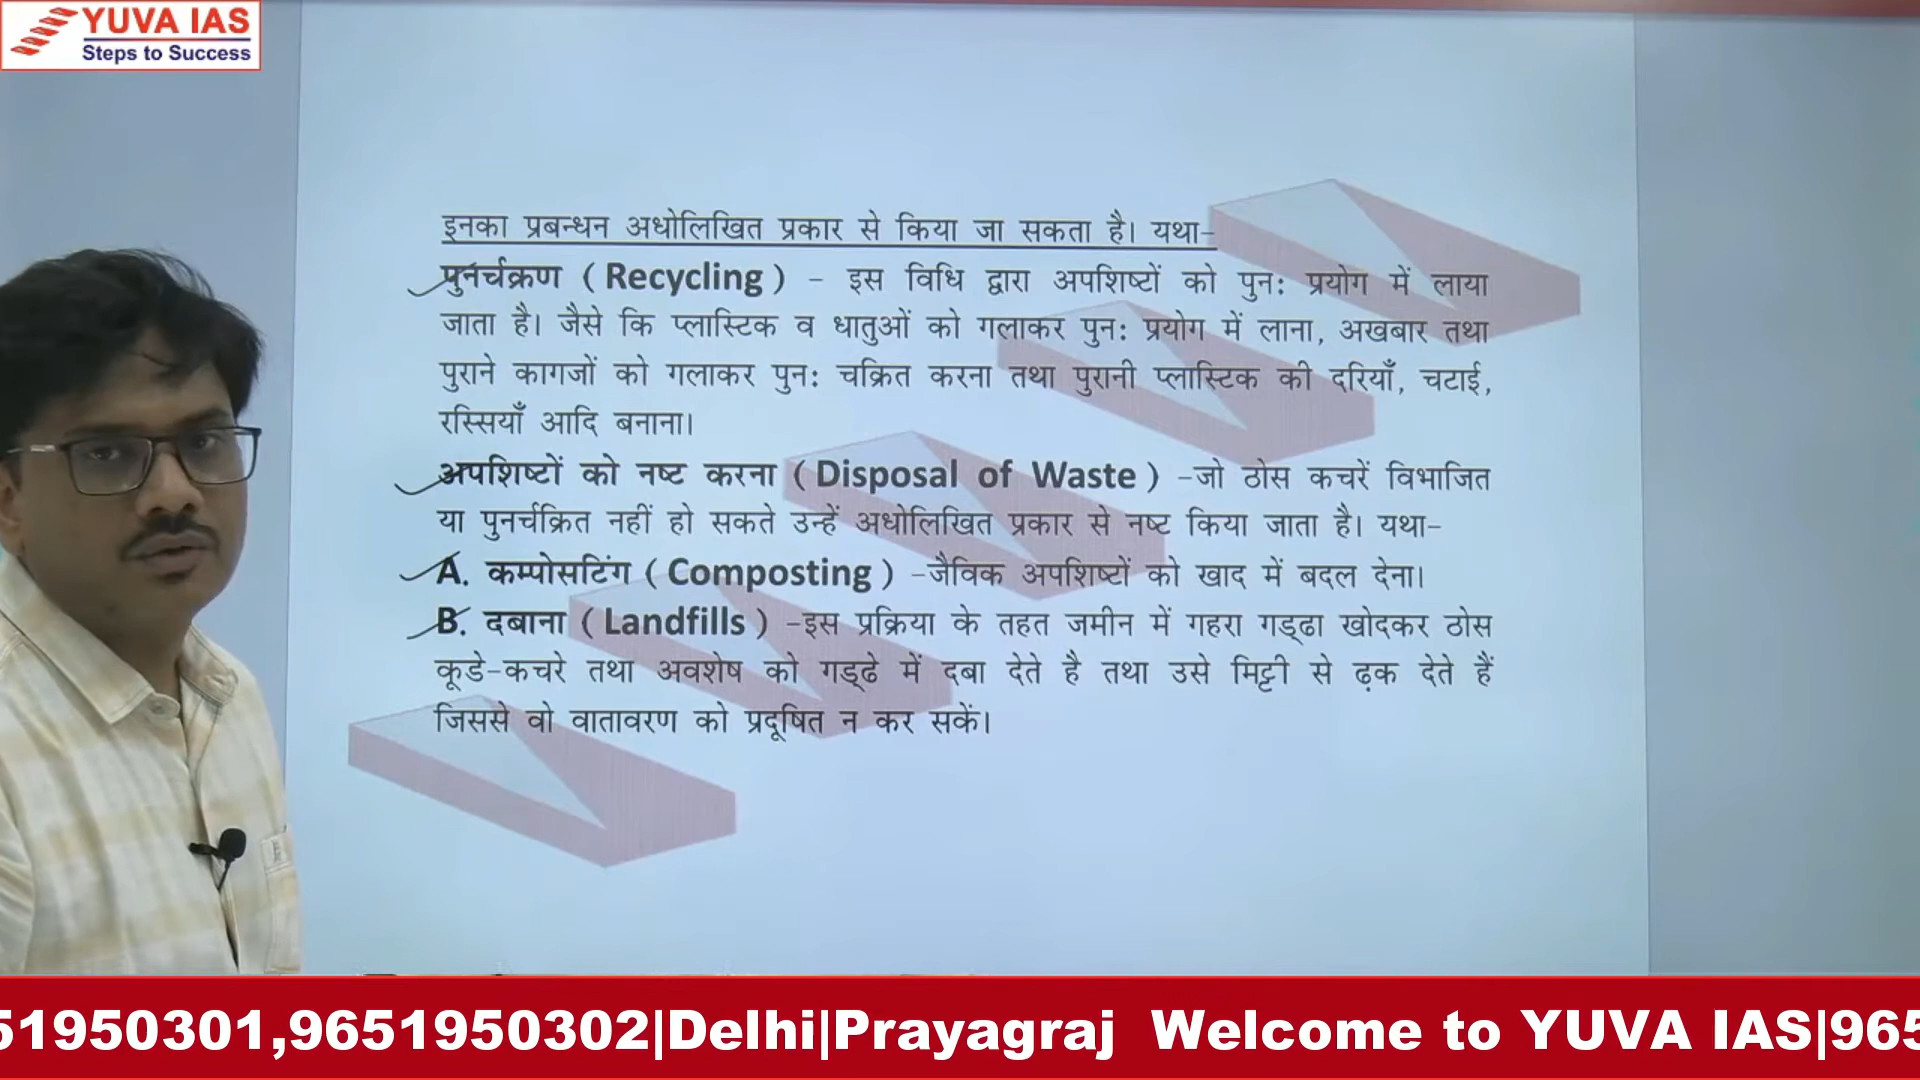 YUVA IAS
Steps to Success
इनका प्रबन्धन अधोलिखित प्रकार से किया जा सकता है। यथा-
पुनर्चक्रण ( Recycling ) - इस विधि द्वारा अपशिष्टों को पुनः प्रयोग में लाया
जाता है। जैसे कि प्लास्टिक व धातुओं को गलाकर पुनः प्रयोग में लाना, अखबार तथा
पुराने कागजों को गलाकर पुनः चक्रित करना तथा पुरानी प्लास्टिक की दरियाँ, चटाई,
रस्सियाँ आदि बनाना।
अपशिष्टों को नष्ट करना ( Disposal of Waste ) -जो ठोस कचरें विभाजित
या पुनर्चक्रित नहीं हो सकते उन्हें अधोलिखित प्रकार से नष्ट किया जाता है। यथा-
A. कम्पोसटिंग ( Composting ) -जैविक अपशिष्टों को खाद में बदल देना।
B. दबाना ( Landfills ) -इस प्रक्रिया के तहत जमीन में गहरा गड्ढा खोदकर ठोस
कूडे-कचरे तथा अवशेष को गड्ढे में दबा देते है तथा उसे मिट्टी से ढ़क देते हैं
जिससे वो वातावरण को प्रदूषित न कर सकें।
51950301,9651950302|Delhi|Prayagraj Welcome to YUVA IAS|965